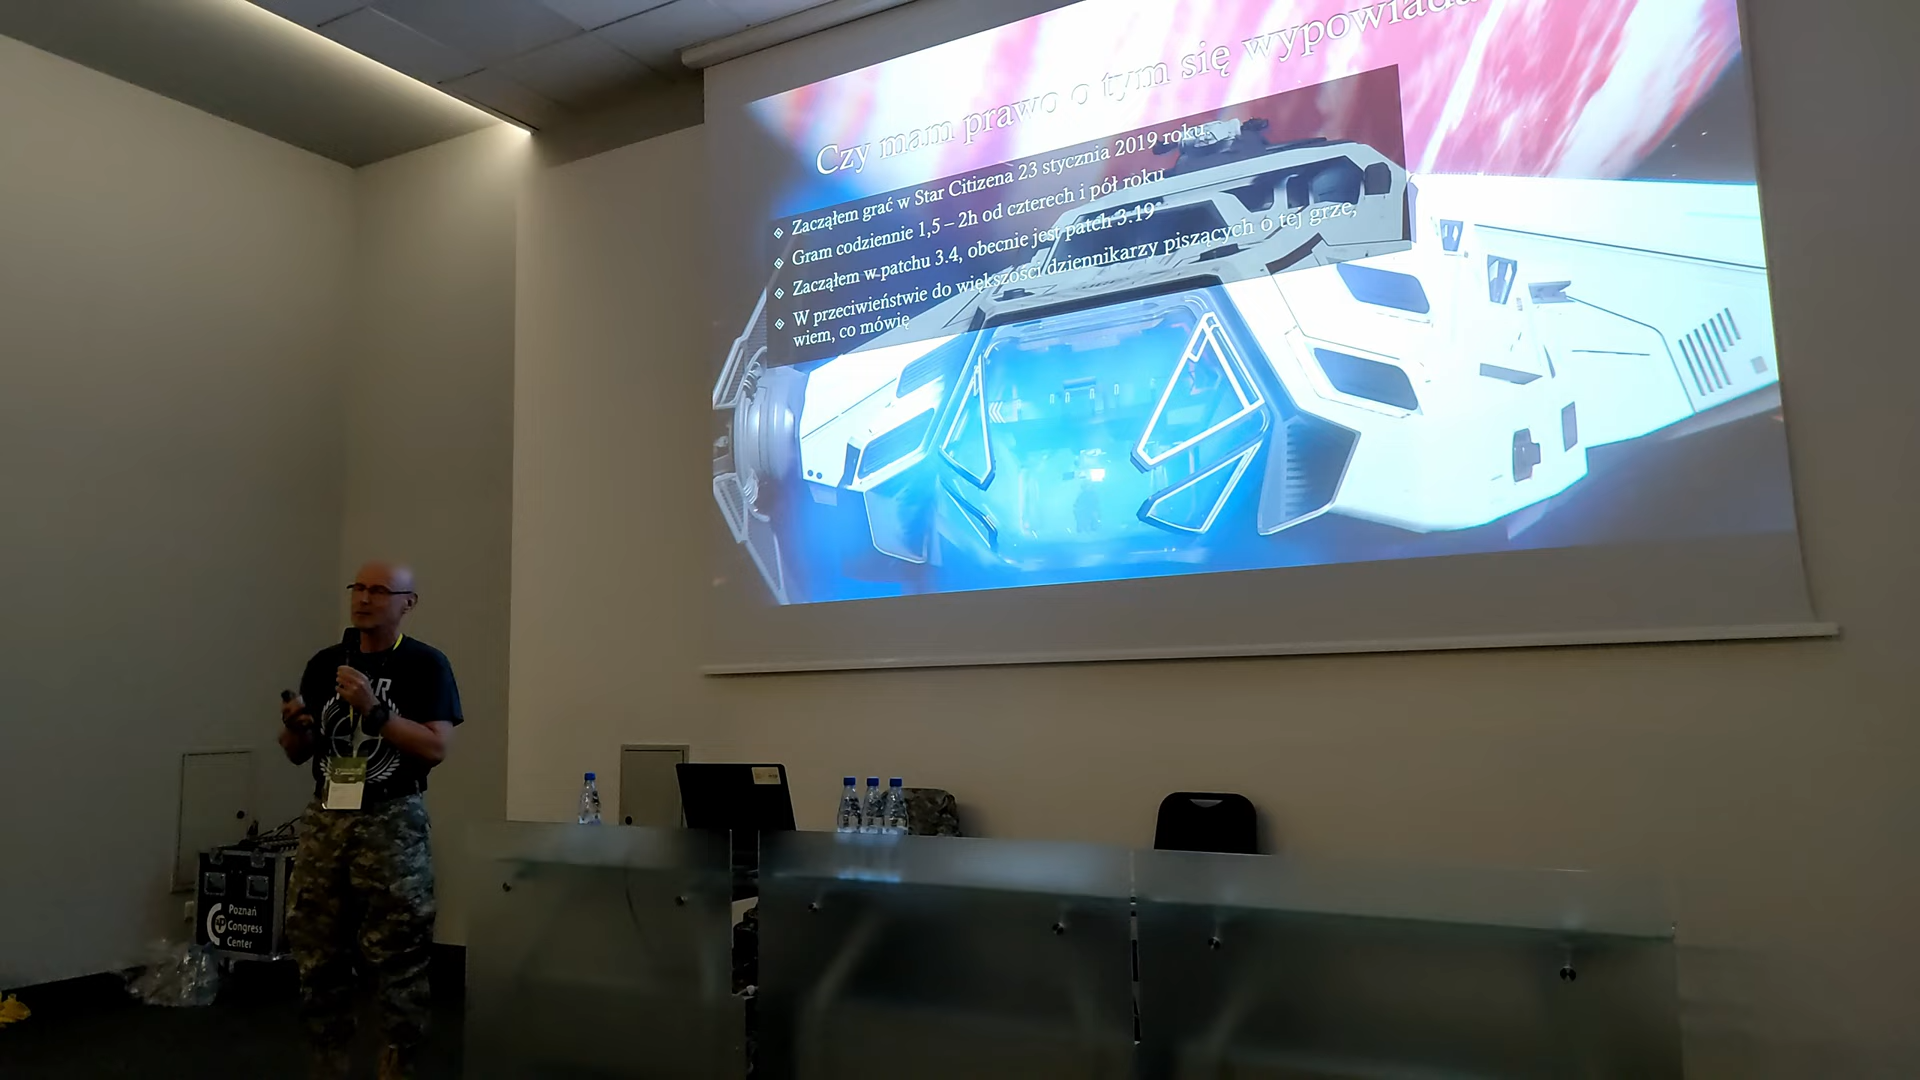 Czy mam prawo o tym się wypowiadać
Zacząłem grać w Star Citizena 23 stycznia 2019 roku
Gram codziennie 1,5 – 2h od czterech i pół roku
Zacząłem w patchu 3.4, obecnie jest patch 3.19
W przeciwieństwie do większości dziennikarzy piszących o tej grze,
wiem, co mówię
Poznań
Congress
Center